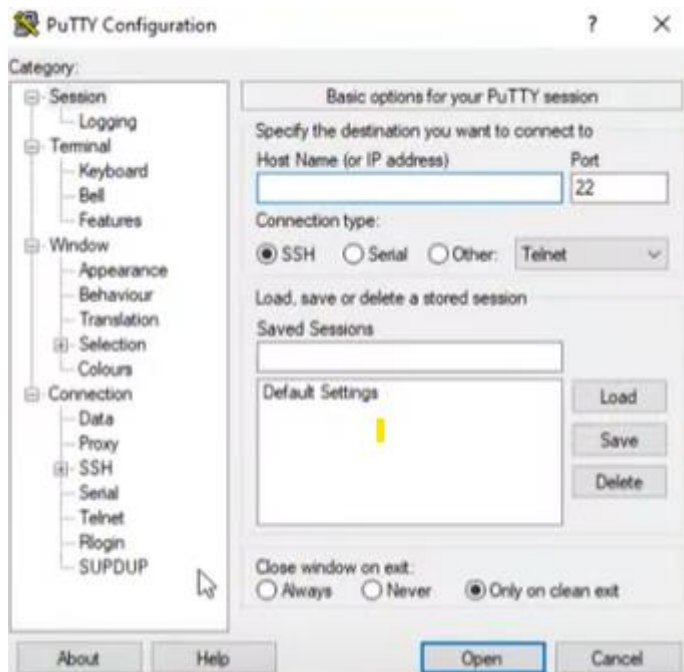 PuTTY Configuration
Category:
Session
Logging
Terminal
Keyboard
Bell
Features
Window
Appearance
Behaviour
Translation
Selection
Colours
Connection
Data
Proxy
SSH
Serial
Telnet
Rlogin
SUPDUP
Basic options for your PuTTY session
Specify the destination you want to connect to
Host Name (or IP address) Port
22
Connection type:
SSH Serial Other: Telnet
Load, save or delete a stored session
Saved Sessions
Default Settings
Load
Save
Delete
Close window on exit:
Always Never Only on clean exit
About Help Open Cancel